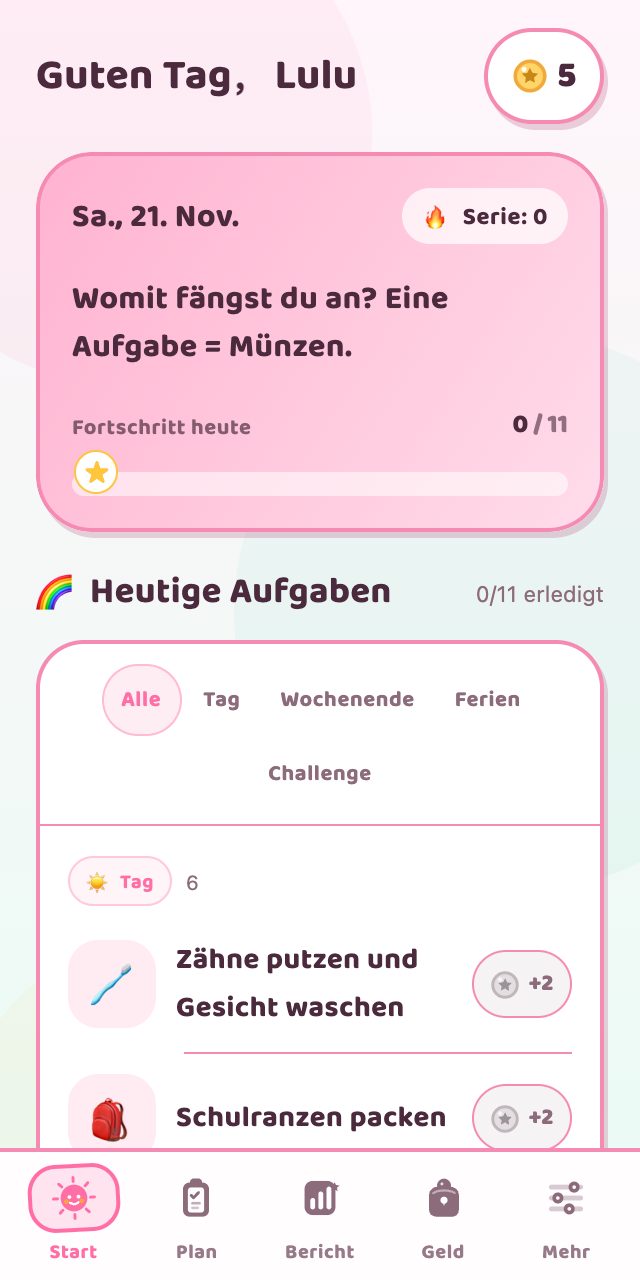 Guten Tag, Lulu
5
Sa., 21. Nov.
Serie: 0
Womit fängst du an? Eine
Aufgabe = Münzen.
Fortschritt heute
0 / 11
Heutige Aufgaben
0/11 erledigt
Alle
Tag
Wochenende
Ferien
Challenge
Tag
6
Zähne putzen und
Gesicht waschen
+2
Schulranzen packen
+2
Start
Plan
Bericht
Geld
Mehr